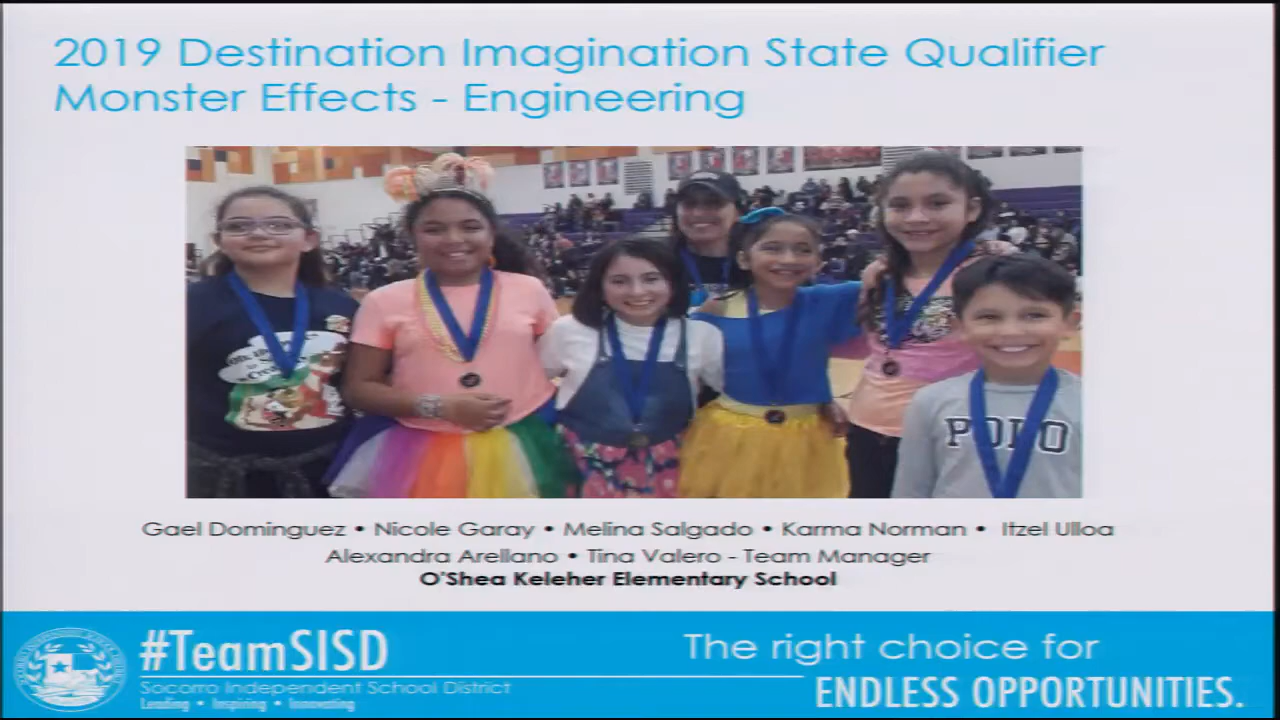 2019 Destination Imagination State Qualifier
Monster Effects - Engineering
POLO
Gael Dominguez • Nicole Garay • Melina Salgado • Karma Norman • Itzel Ulloa
Alexandra Arellano • Tina Valero - Team Manager
O'Shea Keleher Elementary School
#TeamSISD
Socorro Independent School District
Leading • Inspiring • Innovating
The right choice for
ENDLESS OPPORTUNITIES.